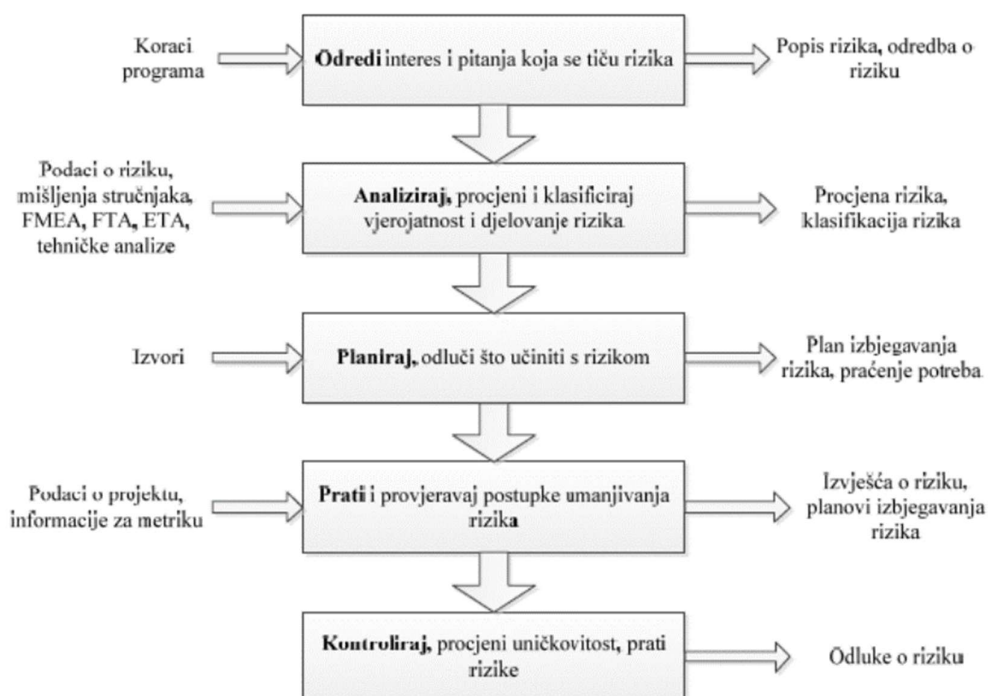 Koraci
programa
Odredi interes i pitanja koja se tiču rizika
Popis rizika, odredba o
riziku
Podaci o riziku,
mišljenja stručnjaka,
FMEA, FTA, ETA,
tehničke analize
Analiziraj, procjeni i klasificiraj
vjerojatnost i djelovanje rizika
Procjena rizika,
klasifikacija rizika
Izvori
Planiraj, odluči što učiniti s rizikom
Plan izbjegavanja
rizika, praćenje potreba
Podaci o projektu,
informacije za metriku
Prati i provjeravaj postupke umanjivanja
rizika
Izvješća o riziku,
planovi izbjegavanja
rizika
Kontroliraj, procjeni uničkovitost, prati
rizike
Odluke o riziku